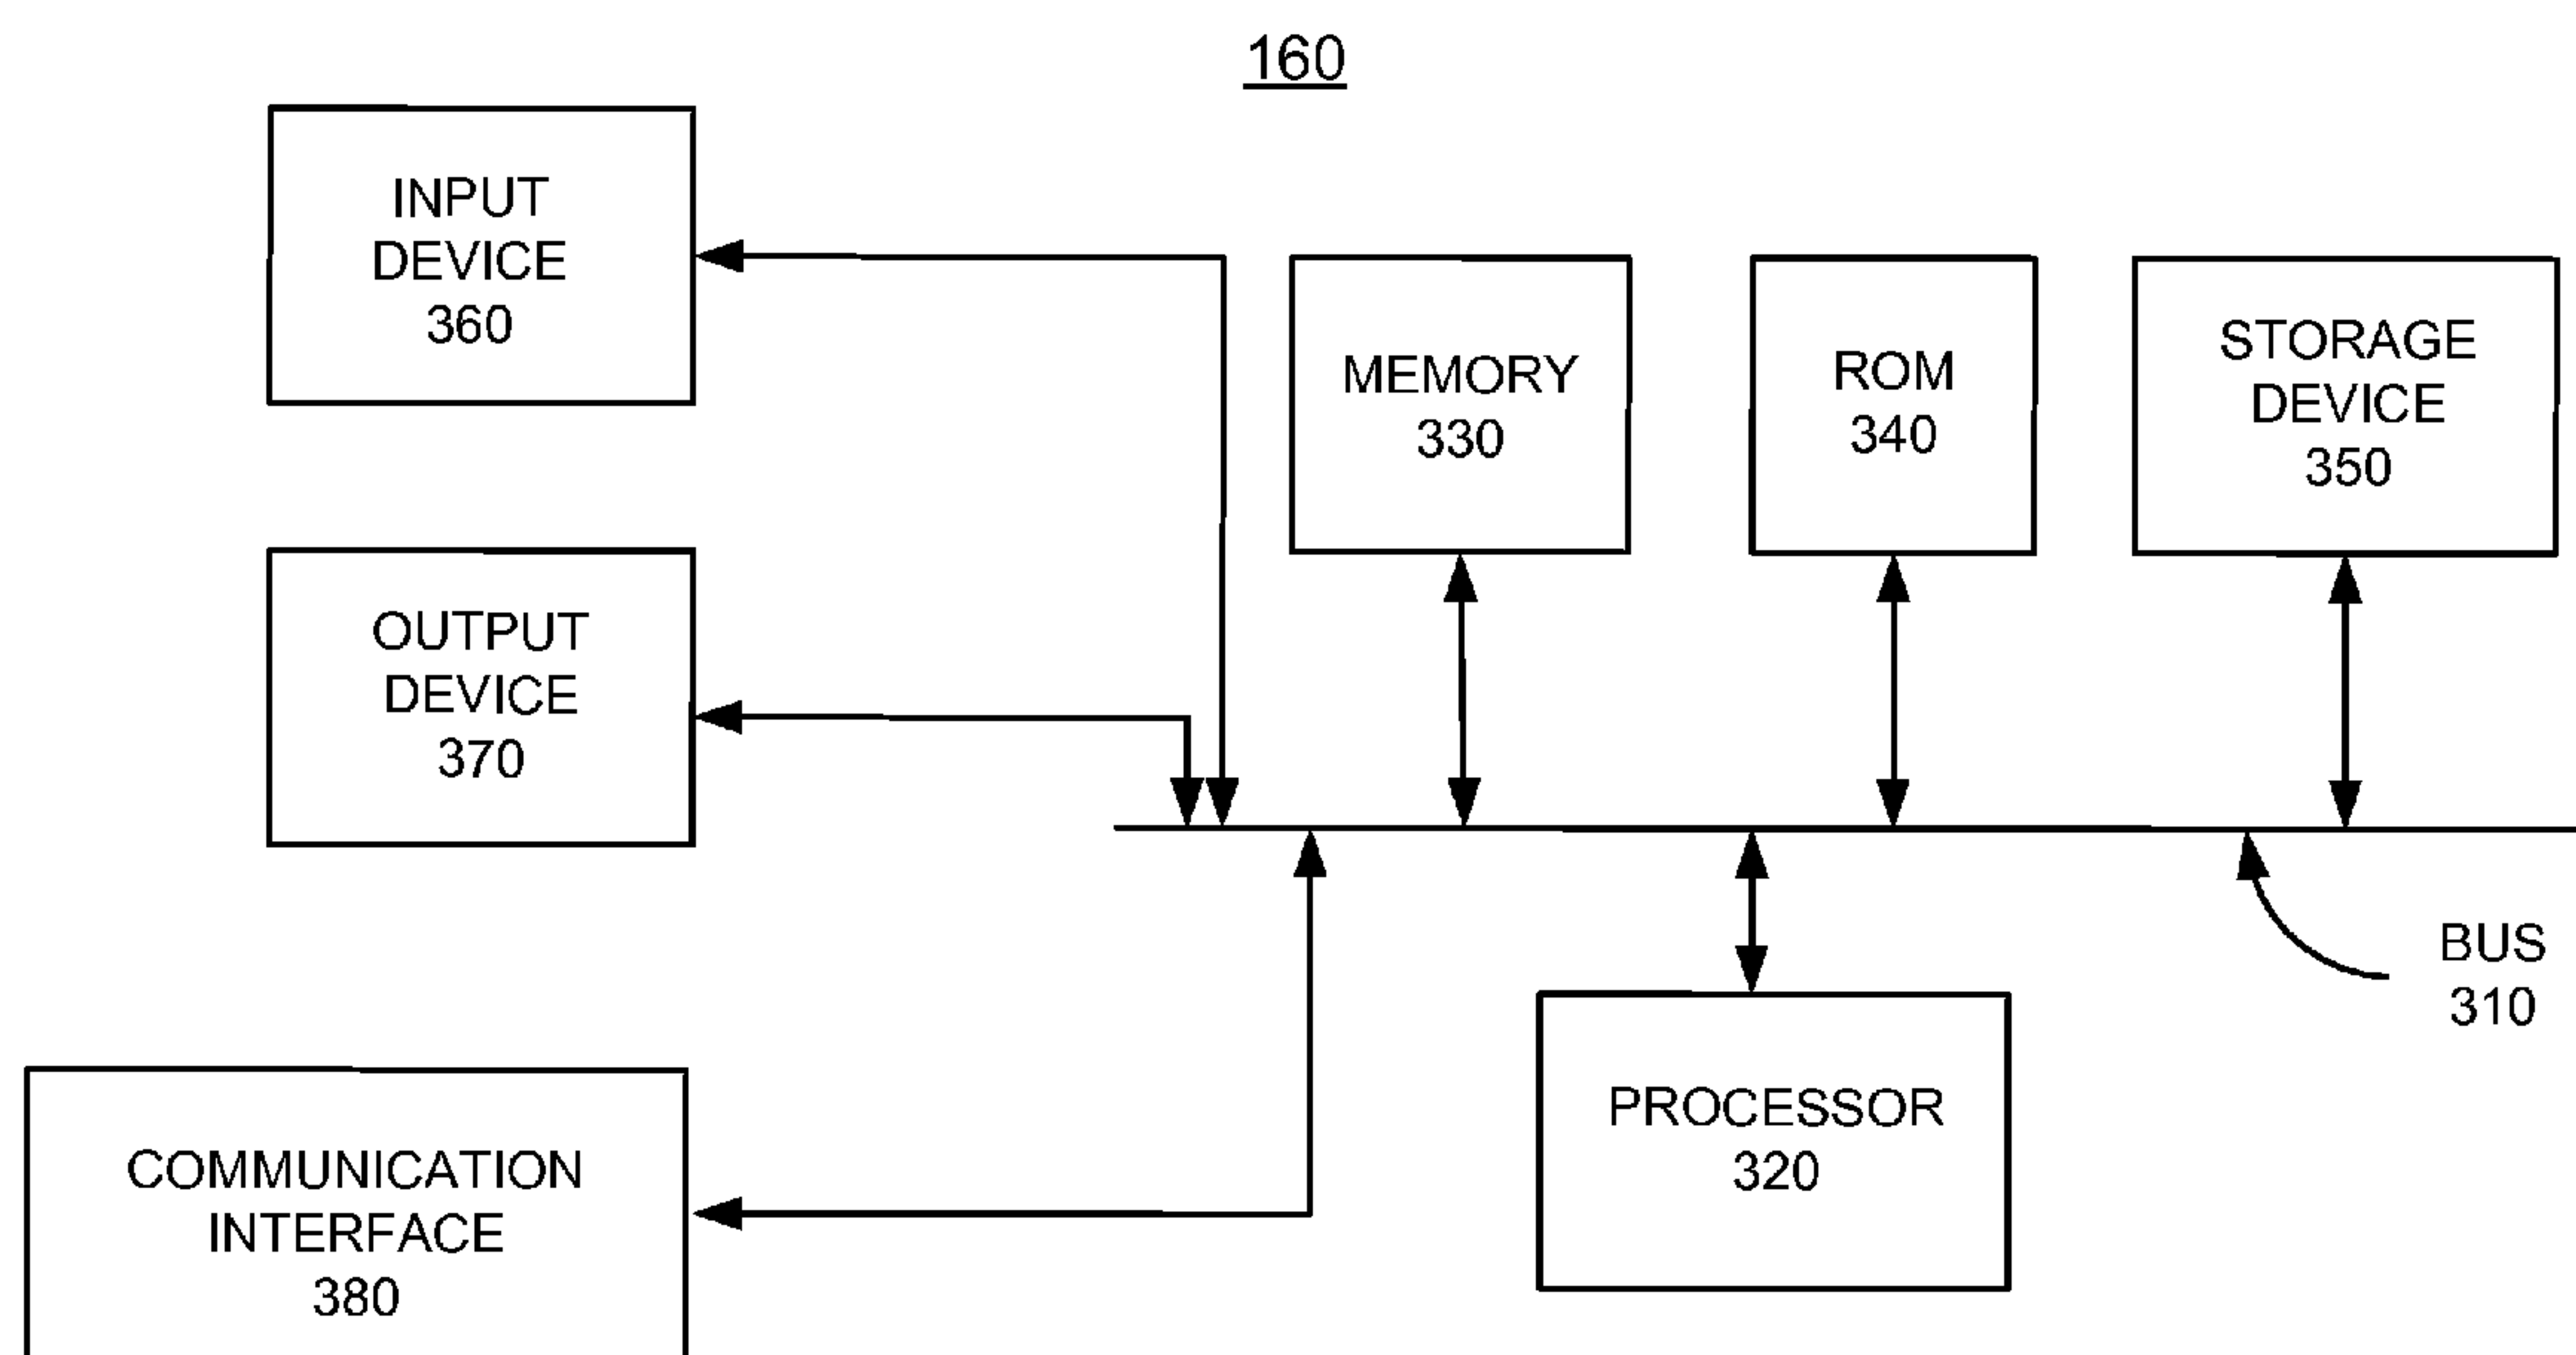 160
INPUT
DEVICE
360
MEMORY
330
ROM
340
STORAGE
DEVICE
350
OUTPUT
DEVICE
370
BUS
310
PROCESSOR
320
COMMUNICATION
INTERFACE
380